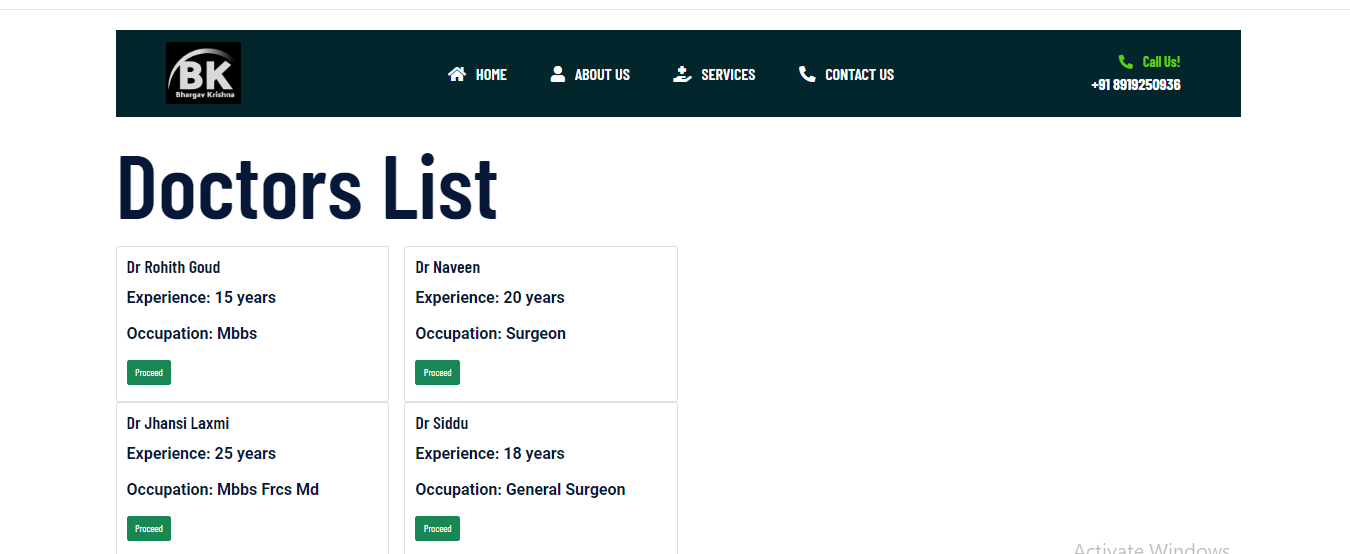 BK
Bhargav Krishna
HOME
ABOUT US
SERVICES
CONTACT US
Call Us!
+91 8919250936
Doctors List
Dr Rohith Goud
Experience: 15 years
Occupation: Mbbs
Proceed
Dr Naveen
Experience: 20 years
Occupation: Surgeon
Proceed
Dr Jhansi Laxmi
Experience: 25 years
Occupation: Mbbs Frcs Md
Proceed
Dr Siddu
Experience: 18 years
Occupation: General Surgeon
Proceed
Activate Windows